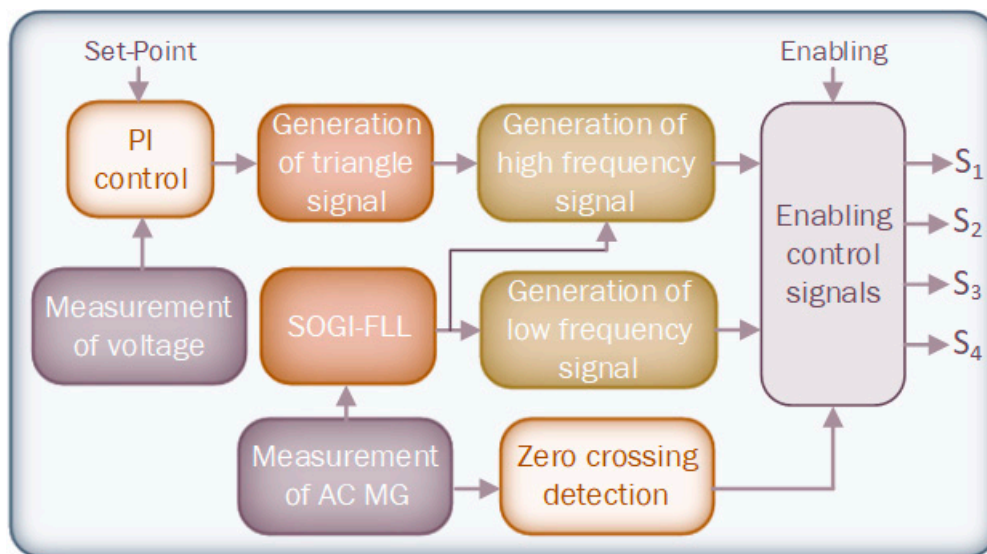 Set-Point
Enabling
PI
control
Generation
of triangle
signal
Generation of
high frequency
signal
S₁
S₂
S₃
S₄
Enabling
control
signals
Measurement
of voltage
SOGI-FLL
Generation of
low frequency
signal
Measurement
of AC MG
Zero crossing
detection